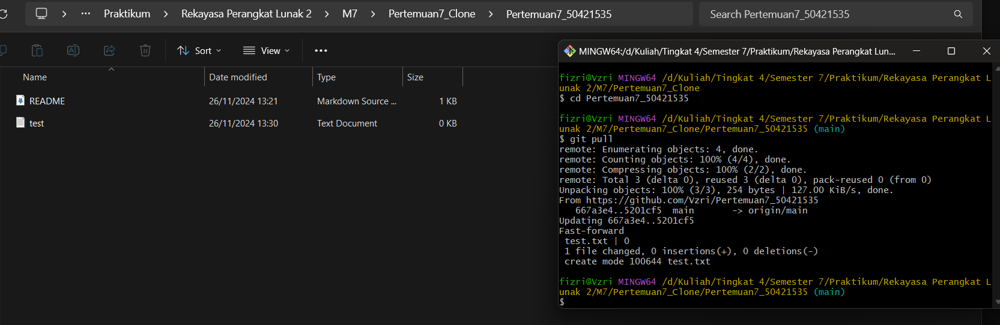 Praktikum > Rekayasa Perangkat Lunak 2 > M7 > Pertemuan7_Clone > Pertemuan7_50421535
Search Pertemuan7_50421535
Sort
View
Name Date modified Type Size
README 26/11/2024 13:21 Markdown Source ... 1 KB
test 26/11/2024 13:30 Text Document 0 KB
MINGW64:/d/Kuliah/Tingkat 4/Semester 7/Praktikum/Rekayasa Perangkat Lun...
fizri@Vzri MINGW64 /d/Kuliah/Tingkat 4/Semester 7/Praktikum/Rekayasa Perangkat L
unak 2/M7/Pertemuan7_Clone
$ cd Pertemuan7_50421535
fizri@Vzri MINGW64 /d/Kuliah/Tingkat 4/Semester 7/Praktikum/Rekayasa Perangkat L
unak 2/M7/Pertemuan7_Clone/Pertemuan7_50421535 (main)
$ git pull
remote: Enumerating objects: 4, done.
remote: Counting objects: 100% (4/4), done.
remote: Compressing objects: 100% (2/2), done.
remote: Total 3 (delta 0), reused 3 (delta 0), pack-reused 0 (from 0)
Unpacking objects: 100% (3/3), 254 bytes | 127.00 KiB/s, done.
From https://github.com/Vzri/Pertemuan7_50421535
   667a3e4..5201cf5  main       -> origin/main
Updating 667a3e4..5201cf5
Fast-forward
 test.txt | 0
 1 file changed, 0 insertions(+), 0 deletions(-)
 create mode 100644 test.txt
fizri@Vzri MINGW64 /d/Kuliah/Tingkat 4/Semester 7/Praktikum/Rekayasa Perangkat L
unak 2/M7/Pertemuan7_Clone/Pertemuan7_50421535 (main)
$